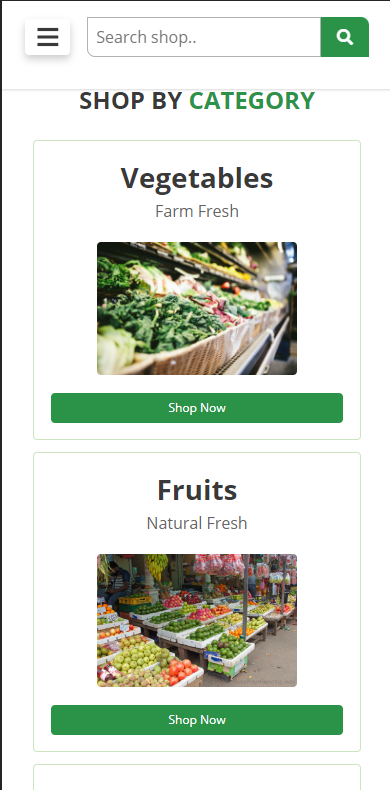 Search shop..
SHOP BY CATEGORY
Vegetables
Farm Fresh
Shop Now
Fruits
Natural Fresh
Shop Now